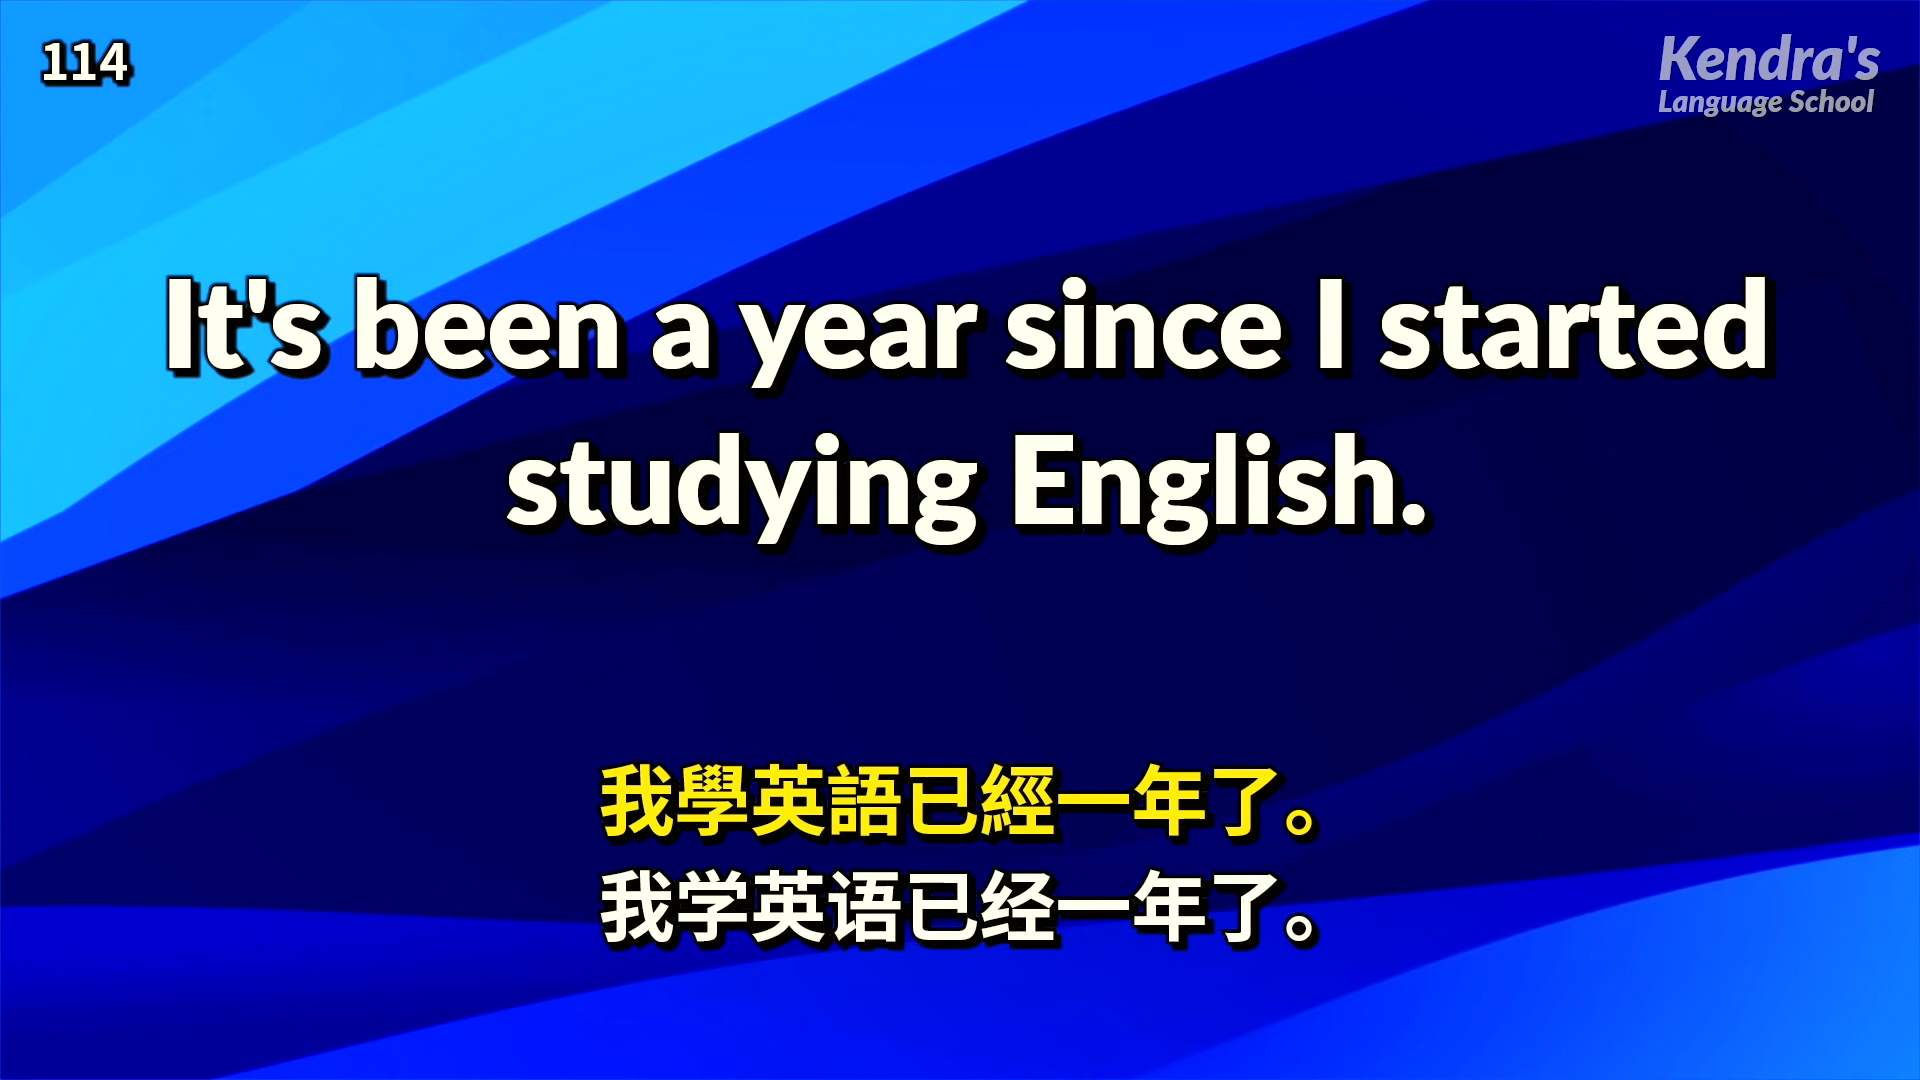 114
Kendra's
Language School
It's been a year since I started
studying English.
我學英語已經一年了。
我学英语已经一年了。